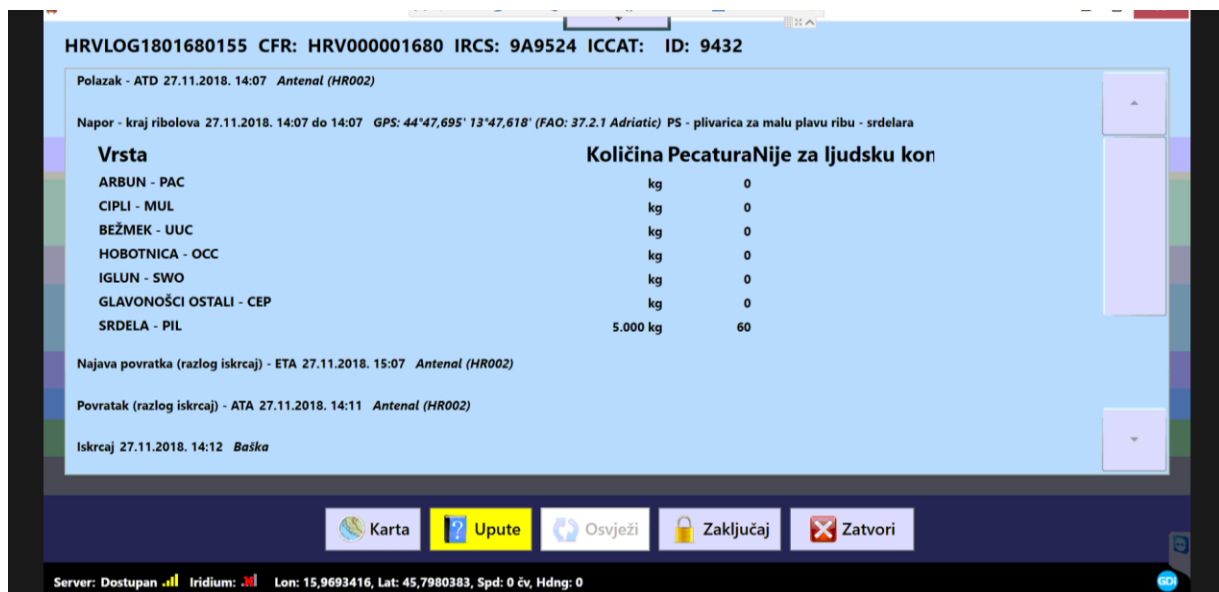 HRVLOG1801680155 CFR: HRV000001680 IRCS: 9A9524 ICCAT: ID: 9432
Polazak - ATD 27.11.2018. 14:07 Antenal (HR002)
Napor - kraj ribolova 27.11.2018. 14:07 do 14:07 GPS: 44°47,695' 13°47,618' (FAO: 37.2.1 Adriatic) PS - plivarica za malu plavu ribu - srdelara
Vrsta Količina PecaturaNije za ljudsku kon
ARBUN - PAC kg 0
CIPLI - MUL kg 0
BEŽMEK - UUC kg 0
HOBOTNICA - OCC kg 0
IGLUN - SWO kg 0
GLAVONOŠCI OSTALI - CEP kg 0
SRDELA - PIL 5.000 kg 60
Najava povratka (razlog iskrcaj) - ETA 27.11.2018. 15:07 Antenal (HR002)
Povratak (razlog iskrcaj) - ATA 27.11.2018. 14:11 Antenal (HR002)
Iskrcaj 27.11.2018. 14:12 Baška
Karta Upute Osvježi Zaključaj Zatvori
Server: Dostupan Iridium: Lon: 15,9693416, Lat: 45,7980383, Spd: 0 čv, Hdng: 0 GDI